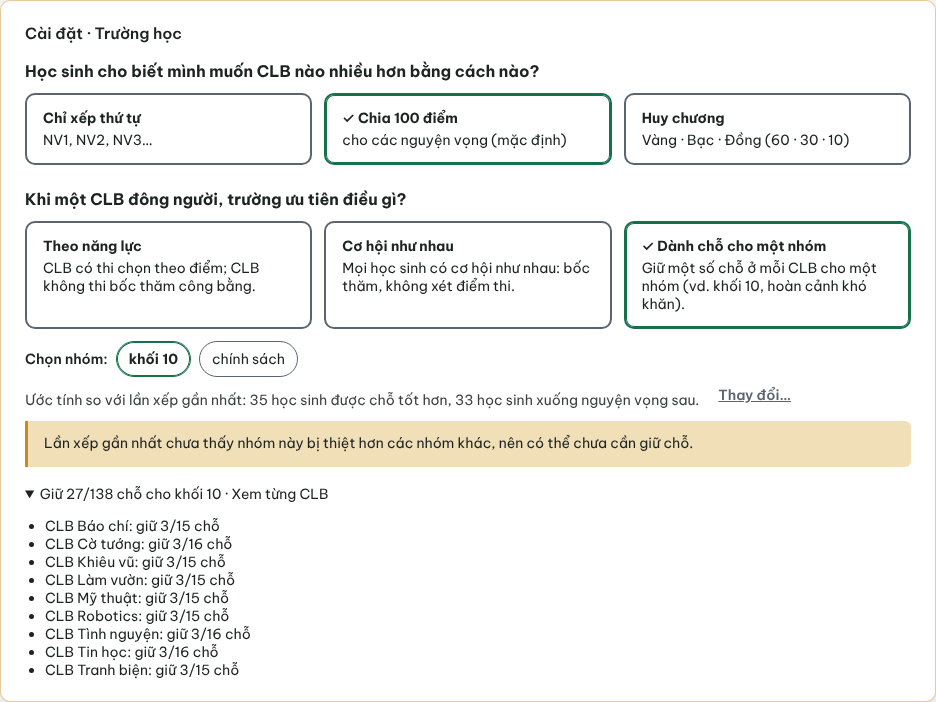 Cài đặt · Trường học
Học sinh cho biết mình muốn CLB nào nhiều hơn bằng cách nào?
Chỉ xếp thứ tự
NV1, NV2, NV3...
✓ Chia 100 điểm
cho các nguyện vọng (mặc định)
Huy chương
Vàng · Bạc · Đồng (60 · 30 · 10)
Khi một CLB đông người, trường ưu tiên điều gì?
Theo năng lực
CLB có thi chọn theo điểm; CLB
không thi bốc thăm công bằng.
Cơ hội như nhau
Mọi học sinh có cơ hội như nhau: bốc
thăm, không xét điểm thi.
✓ Dành chỗ cho một nhóm
Giữ một số chỗ ở mỗi CLB cho một
nhóm (vd. khối 10, hoàn cảnh khó
khăn).
Chọn nhóm: khối 10 chính sách
Ước tính so với lần xếp gần nhất: 35 học sinh được chỗ tốt hơn, 33 học sinh xuống nguyện vọng sau. Thay đổi...
Lần xếp gần nhất chưa thấy nhóm này bị thiệt hơn các nhóm khác, nên có thể chưa cần giữ chỗ.
▼ Giữ 27/138 chỗ cho khối 10 · Xem từng CLB
• CLB Báo chí: giữ 3/15 chỗ
• CLB Cờ tướng: giữ 3/16 chỗ
• CLB Khiêu vũ: giữ 3/15 chỗ
• CLB Làm vườn: giữ 3/15 chỗ
• CLB Mỹ thuật: giữ 3/15 chỗ
• CLB Robotics: giữ 3/15 chỗ
• CLB Tình nguyện: giữ 3/16 chỗ
• CLB Tin học: giữ 3/16 chỗ
• CLB Tranh biện: giữ 3/15 chỗ